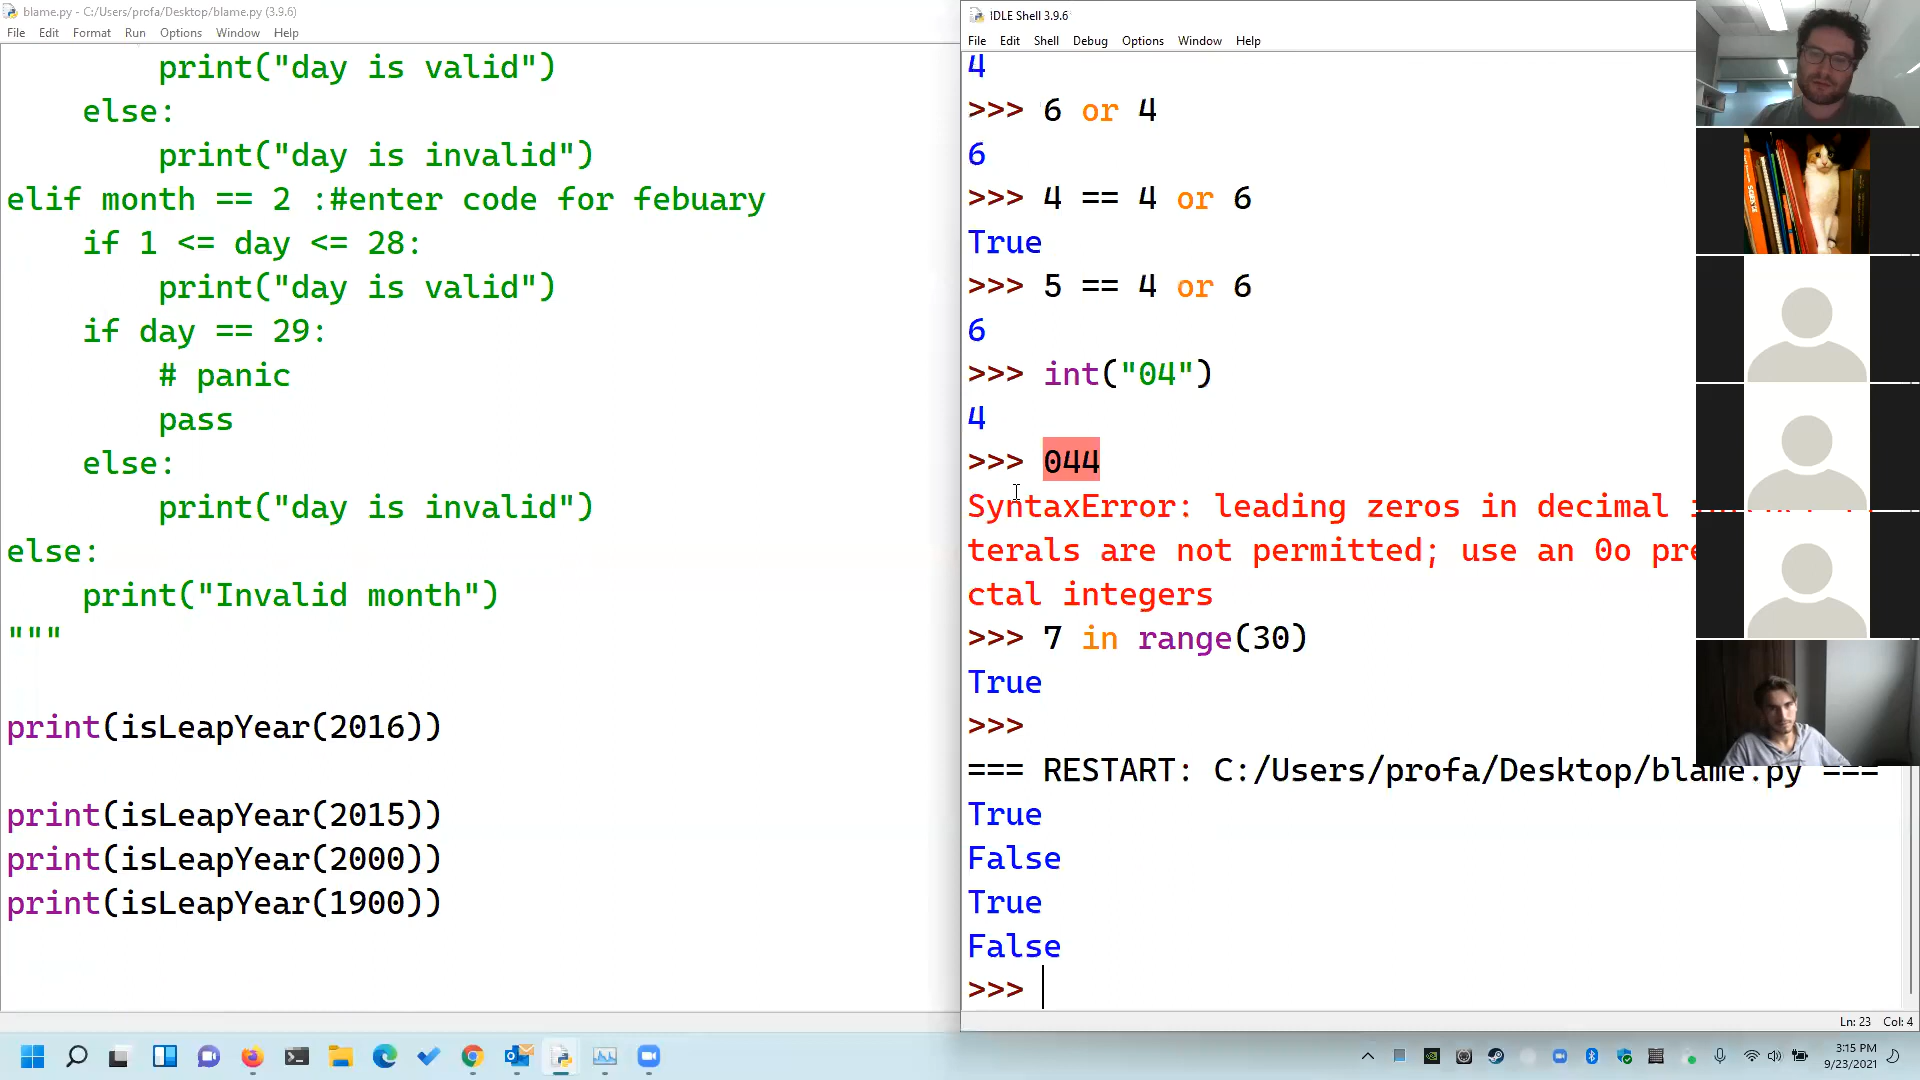 blame.py - C:/Users/profa/Desktop/blame.py (3.9.6)
File Edit Format Run Options Window Help
print("day is valid")
else:
print("day is invalid")
elif month == 2 :#enter code for febuary
if 1 <= day <= 28:
print("day is valid")
if day == 29:
# panic
pass
else:
print("day is invalid")
else:
print("Invalid month")
"""
print(isLeapYear(2016))
print(isLeapYear(2015))
print(isLeapYear(2000))
print(isLeapYear(1900))
IDLE Shell 3.9.6
File Edit Shell Debug Options Window Help
4
>>> 6 or 4
6
>>> 4 == 4 or 6
True
>>> 5 == 4 or 6
6
>>> int("04")
4
>>> 044
SyntaxError: leading zeros in decimal
terals are not permitted; use an 0o pre
ctal integers
>>> 7 in range(30)
True
>>>
=== RESTART: C:/Users/profa/Desktop/blame.py ===
True
False
True
False
>>>
Ln: 23 Col: 4
3:15 PM
9/23/2021